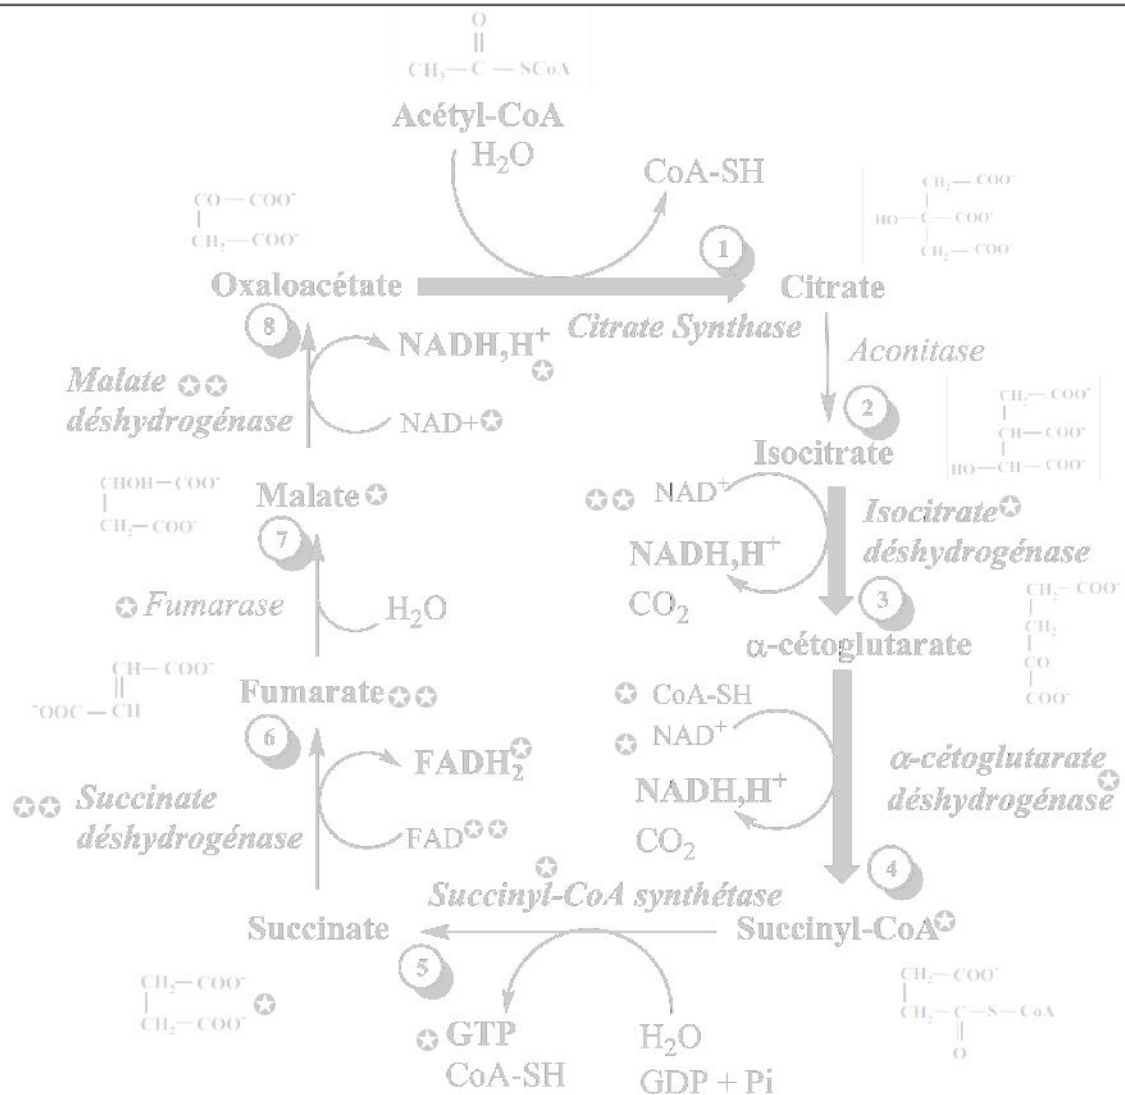 O
||
CH₃— C — SCoA
Acétyl-CoA
H₂O
CoA-SH
CO — COO⁻
CH₂—COO⁻
CH₂— COO⁻
HO—C—COO⁻
CH₂— COO⁻
1
Oxaloacétate
Citrate
Citrate Synthase
8
NADH,H⁺
Aconitase
Malate
déshydrogénase
NAD+
2
CH₂— COO⁻
CH—COO⁻
HO—CH—COO⁻
Isocitrate
CHOH—COO⁻
CH₂—COO⁻
Malate
7
NAD⁺
Isocitrate
déshydrogénase
NADH,H⁺
CO₂
3
CH₂— COO⁻
CH₂
CO
COO⁻
Fumarase
H₂O
α-cétoglutarate
CH— COO⁻
||
⁻OOC—CH
Fumarate
CoA-SH
NAD⁺
6
FADH₂
NADH,H⁺
CO₂
α-cétoglutarate
déshydrogénase
Succinate
déshydrogénase
FAD
4
Succinyl-CoA synthétase
Succinate
Succinyl-CoA
5
CH₂— COO⁻
CH₂—COO⁻
CH₂— COO⁻
CH₂—C—S—CoA
||
O
GTP
CoA-SH
H₂O
GDP + Pi